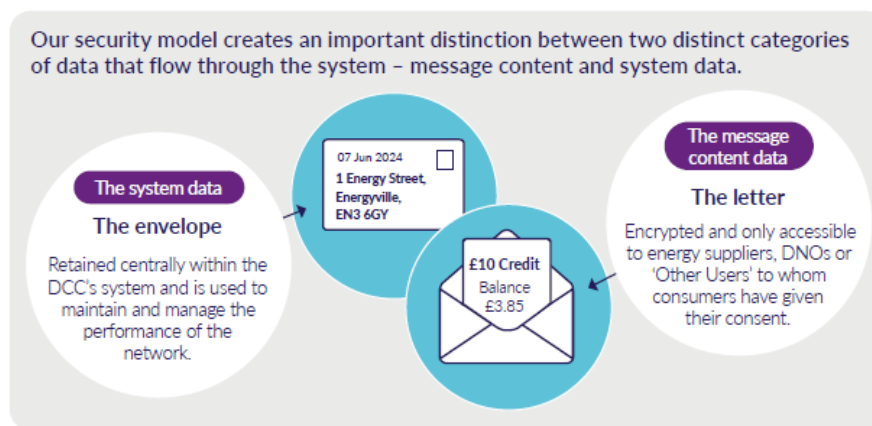 Our security model creates an important distinction between two distinct categories
of data that flow through the system – message content and system data.
The system data
The envelope
Retained centrally within the
DCC's system and is used to
maintain and manage the
performance of the
network.
07 Jun 2024
1 Energy Street,
Energyville,
EN3 6GY
£10 Credit
Balance
£3.85
The message
content data
The letter
Encrypted and only accessible
to energy suppliers, DNOs or
‘Other Users’ to whom
consumers have given
their consent.